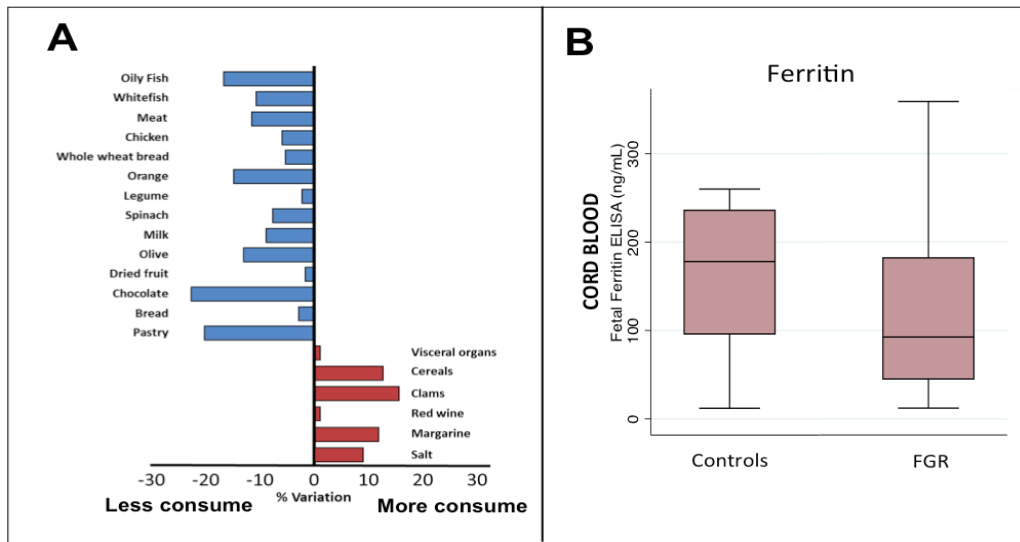 A
Oily Fish
Whitefish
Meat
Chicken
Whole wheat bread
Orange
Legume
Spinach
Milk
Olive
Dried fruit
Chocolate
Bread
Pastry
Visceral organs
Cereals
Clams
Red wine
Margarine
Salt
-30 -20 -10 0 10 20 30
% Variation
Less consume
More consume
B
Ferritin
CORD BLOOD
Fetal Ferritin ELISA (ng/mL)
300
200
100
0
Controls
FGR